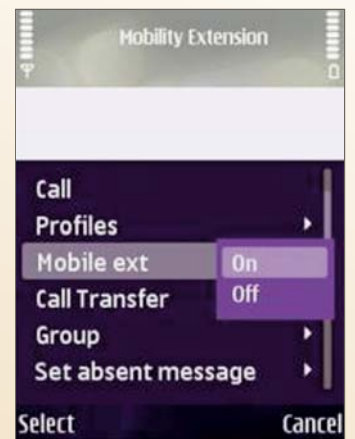 Mobility Extension
Call
Profiles
Mobile ext
On
Off
Call Transfer
Group
Set absent message
Select
Cancel